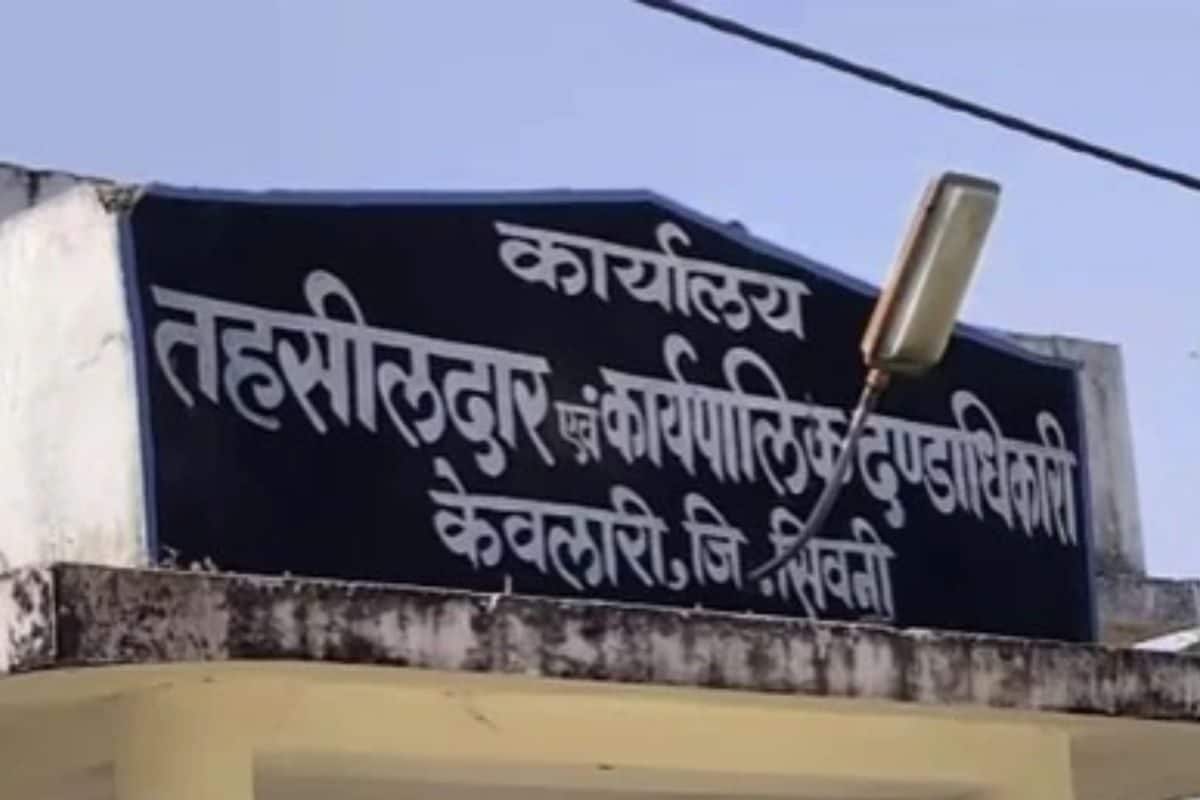 कार्यालय
तहसीलदार एवं कार्यपालिक दण्डाधिकारी
केवलारी, जि. सिवनी